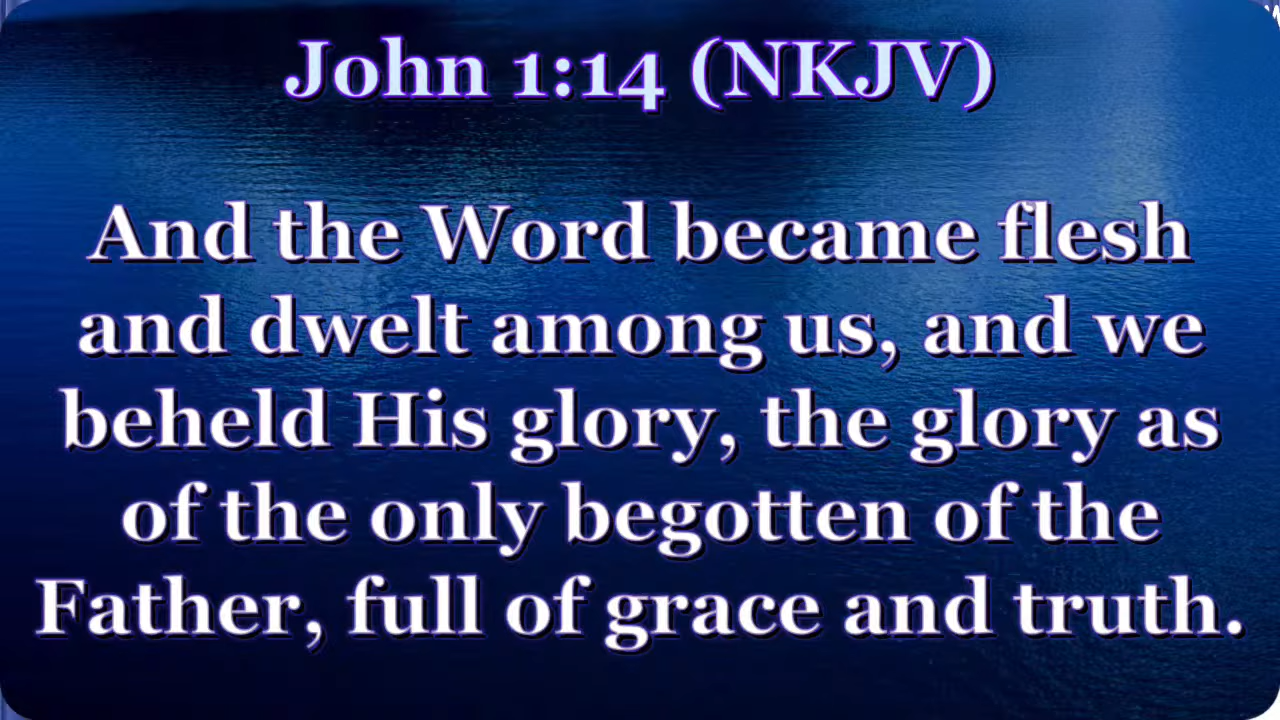 John 1:14 (NKJV)
And the Word became flesh
and dwelt among us, and we
beheld His glory, the glory as
of the only begotten of the
Father, full of grace and truth.